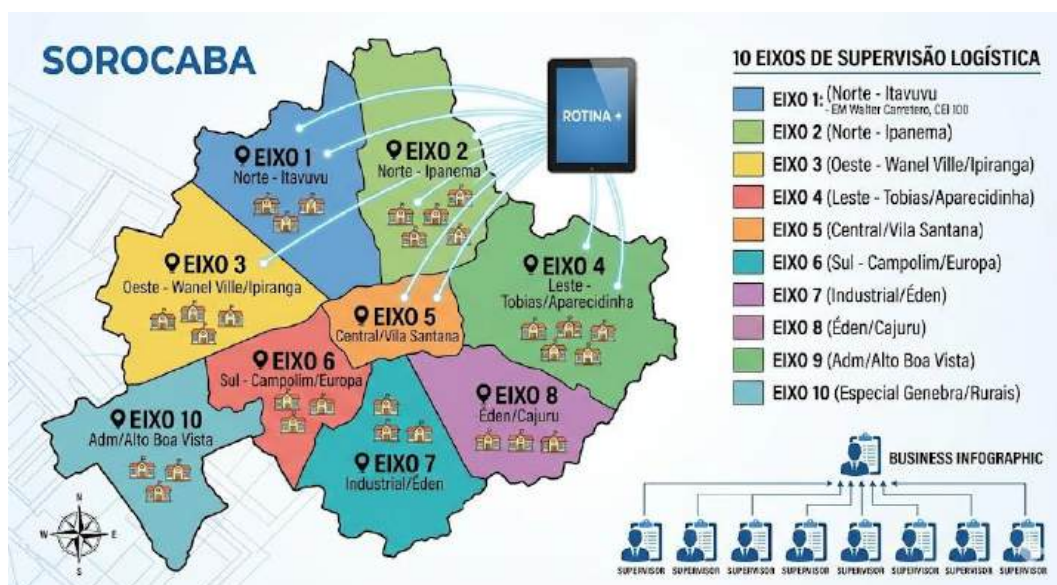 SOROCABA
EIXO 1
Norte - Itavuvu
EIXO 2
Norte - Ipanema
EIXO 3
Oeste - Wanel Ville/Ipiranga
EIXO 4
Leste -
Tobias/Aparecidinha
EIXO 5
Central/Vila Santana
EIXO 6
Sul - Campolim/Europa
EIXO 10
Adm/Alto Boa Vista
EIXO 8
Éden/Cajuru
EIXO 7
Industrial/Éden
N
W
E
S
ROTINA +
10 EIXOS DE SUPERVISÃO LOGÍSTICA
EIXO 1: (Norte - Itavuvu
- EM Walter Carretero, CEI 100
EIXO 2 (Norte - Ipanema)
EIXO 3 (Oeste - Wanel Ville/Ipiranga)
EIXO 4 (Leste - Tobias/Aparecidinha)
EIXO 5 (Central/Vila Santana)
EIXO 6 (Sul - Campolim/Europa)
EIXO 7 (Industrial/Éden)
EIXO 8 (Éden/Cajuru)
EIXO 9 (Adm/Alto Boa Vista)
EIXO 10 (Especial Genebra/Rurais)
BUSINESS INFOGRAPHIC
SUPERVISOR SUPERVISOR SUPERVISOR SUPERVISOR SUPERVISOR SUPERVISOR SUPERVISOR SUPERVISOR